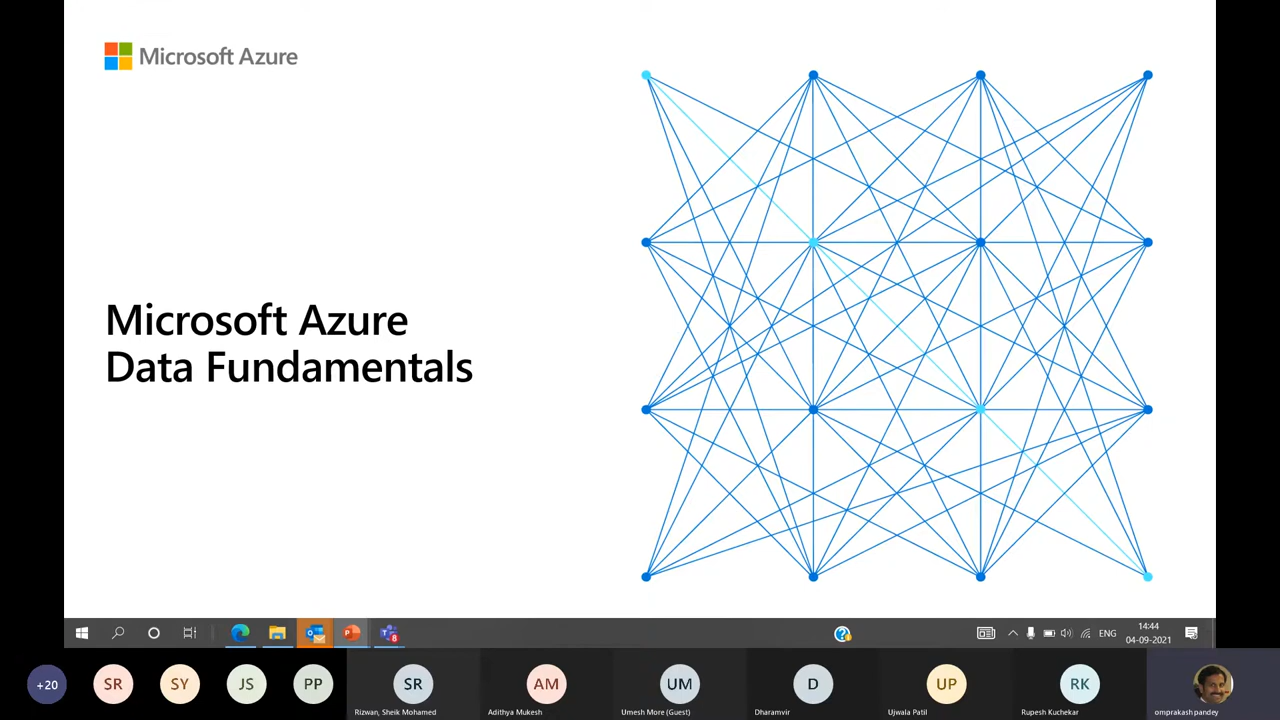 Microsoft Azure
Microsoft Azure
Data Fundamentals
ENG
14:44
04-09-2021
8
+20
SR
SY
JS
PP
SR
AM
UM
D
UP
RK
Rizwan, Sheik Mohamed
Adithya Mukesh
Umesh More (Guest)
Dharamvir
Ujwala Patil
Rupesh Kuchekar
omprakash pandey